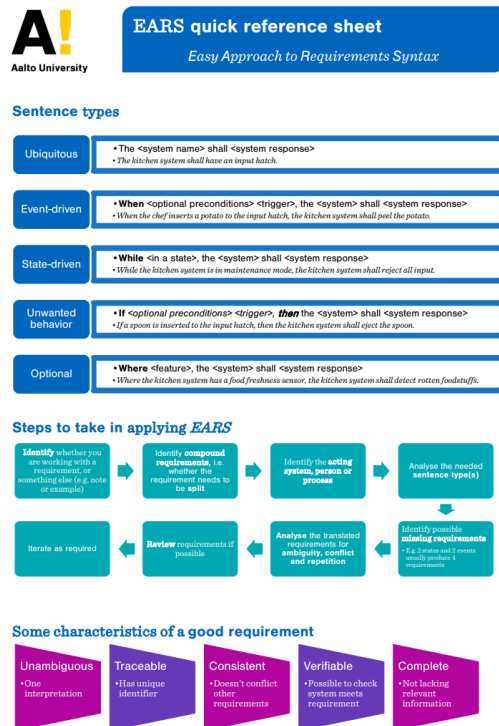 A!
Aalto University
EARS quick reference sheet
Easy Approach to Requirements Syntax
Sentence types
Ubiquitous
• The <system name> shall <system response>
• The kitchen system shall have an input hatch.
Event-driven
• When <optional preconditions> <trigger>, the <system> shall <system response>
• When the chef inserts a potato to the input hatch, the kitchen system shall peel the potato.
State-driven
• While <in a state>, the <system> shall <system response>
• While the kitchen system is in maintenance mode, the kitchen system shall reject all input.
Unwanted
behavior
• If <optional preconditions> <trigger>, then the <system> shall <system response>
• If a spoon is inserted to the input hatch, then the kitchen system shall eject the spoon.
Optional
• Where <feature>, the <system> shall <system response>
• Where the kitchen system has a food freshness sensor, the kitchen system shall detect rotten foodstuffs.
Steps to take in applying EARS
Identify whether you
are working with a
requirement, or
something else (e.g. note
or example)
Identify compound
requirements, i.e.
whether the
requirement needs to
be split
Identify the acting
system, person or
process
Analyse the needed
sentence type(s)
Identify possible
missing requirements
• E.g. 2 states and 2 events
usually produce 4
requirements
Analyse the translated
requirements for
ambiguity, conflict
and repetition
Review requirements if
possible
Iterate as required
Some characteristics of a good requirement
Unambiguous
• One
interpretation
Traceable
• Has unique
identifier
Consistent
• Doesn't conflict
other
requirements
Verifiable
• Possible to check
system meets
requirement
Complete
• Not lacking
relevant
information